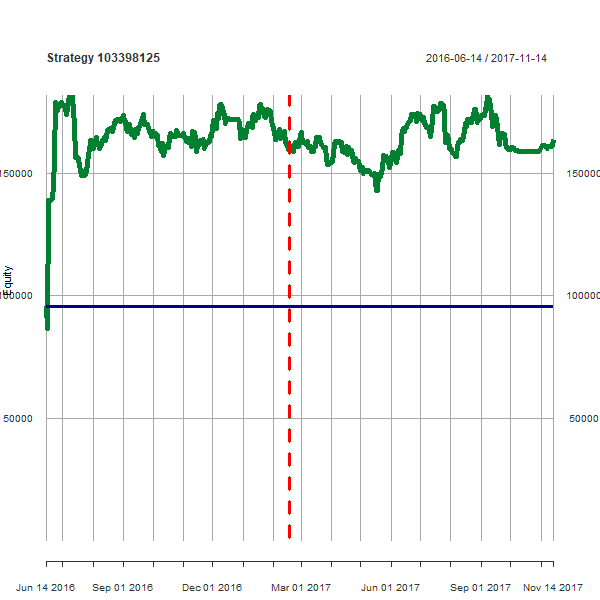 Strategy 103398125
2016-06-14 / 2017-11-14
150000
150000
Equity
100000
100000
50000
50000
Jun 14 2016
Sep 01 2016
Dec 01 2016
Mar 01 2017
Jun 01 2017
Sep 01 2017
Nov 14 2017